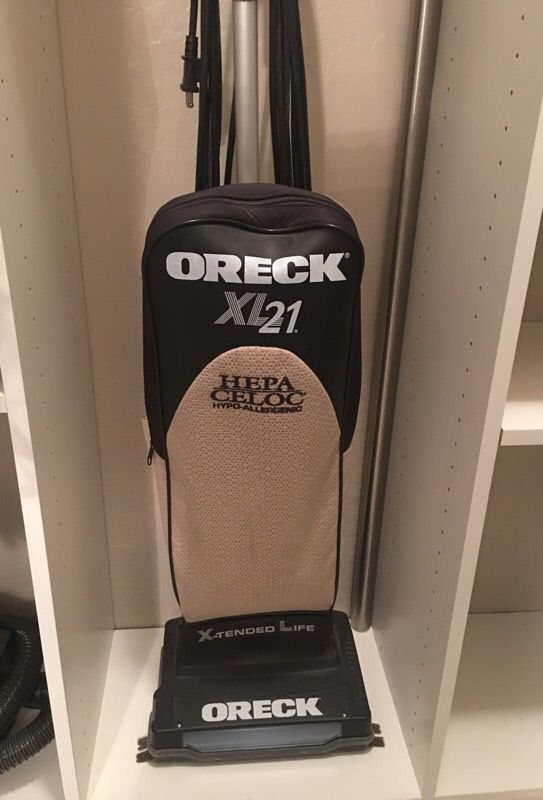 ORECK®
XL21®
HEPA
CELOC
HYPO-ALLERGENIC
X-TENDED LIFE
ORECK